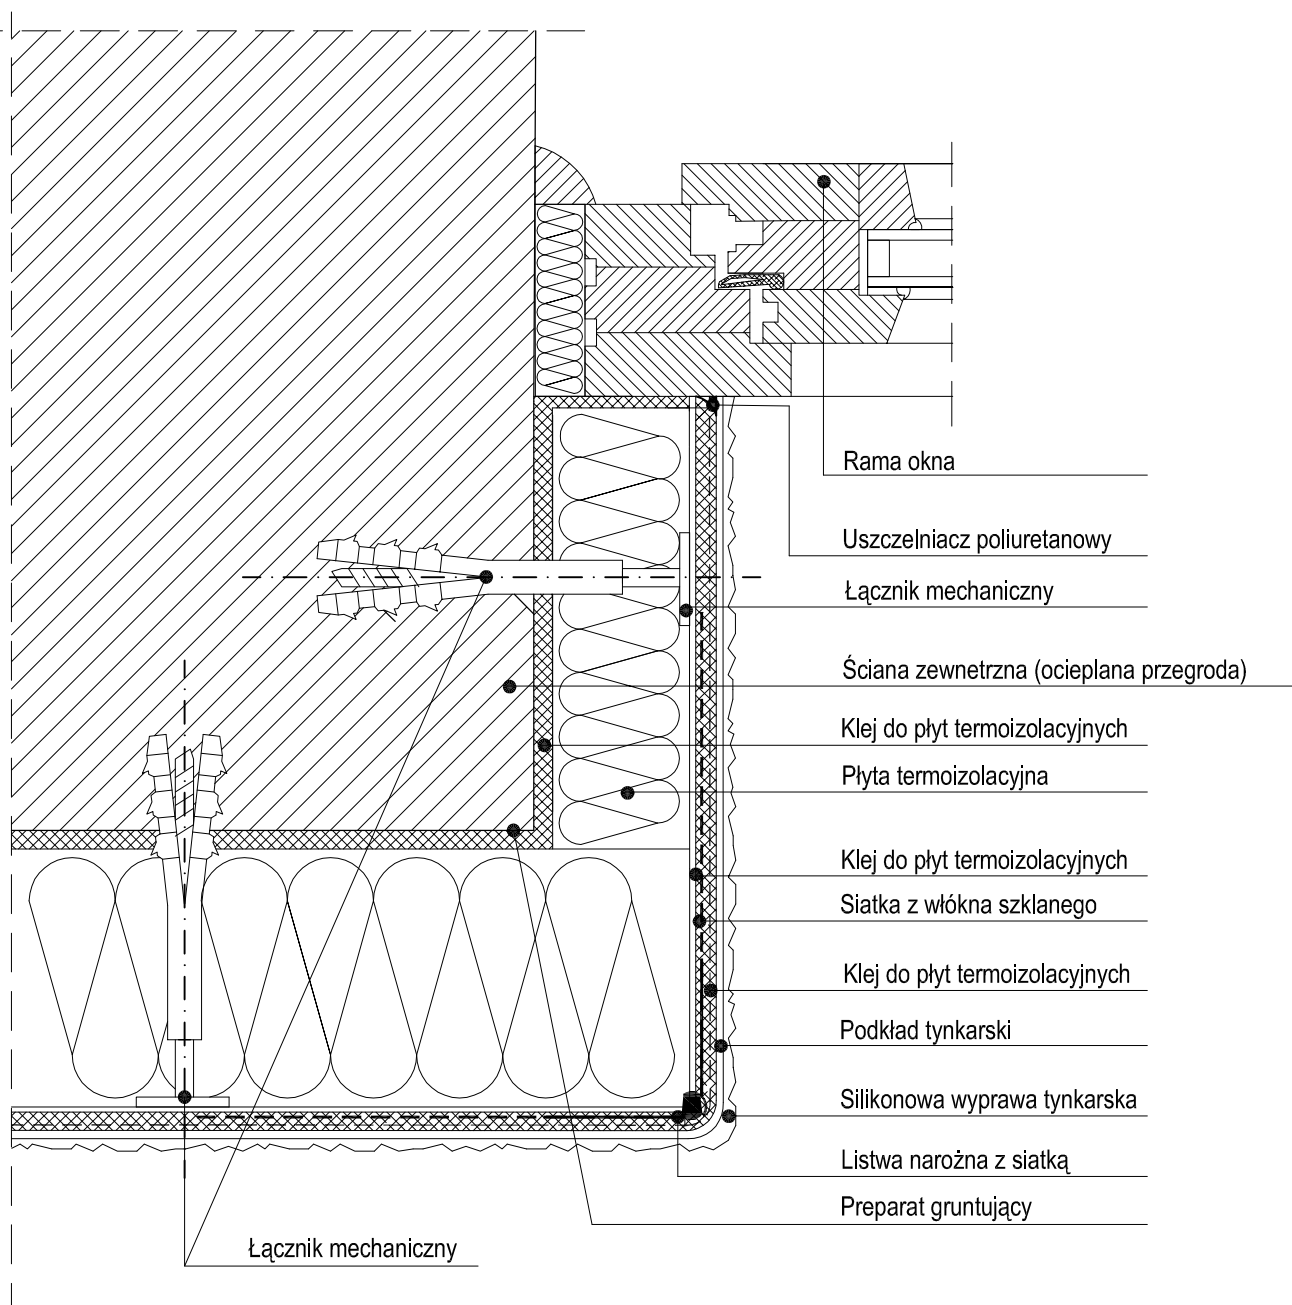 Rama okna
Uszczelniacz poliuretanowy
Łącznik mechaniczny
Ściana zewnetrzna (ocieplana przegroda)
Klej do płyt termoizolacyjnych
Płyta termoizolacyjna
Klej do płyt termoizolacyjnych
Siatka z włókna szklanego
Klej do płyt termoizolacyjnych
Podkład tynkarski
Silikonowa wyprawa tynkarska
Listwa narożna z siatką
Preparat gruntujący
Łącznik mechaniczny